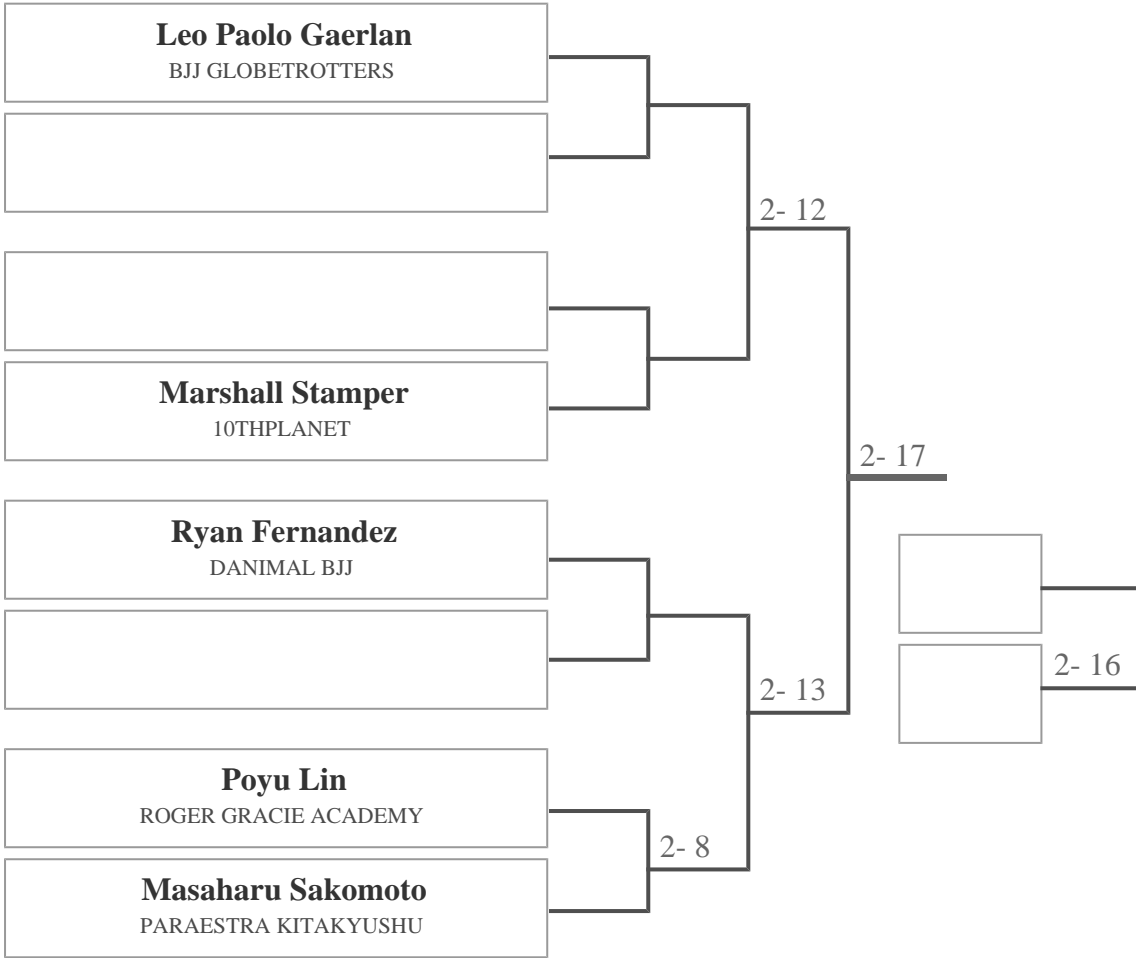 Leo Paolo Gaerlan
BJJ GLOBETROTTERS
2- 12
Marshall Stamper
10THPLANET
2- 17
Ryan Fernandez
DANIMAL BJJ
2- 16
2- 13
Poyu Lin
ROGER GRACIE ACADEMY
2- 8
Masaharu Sakomoto
PARAESTRA KITAKYUSHU